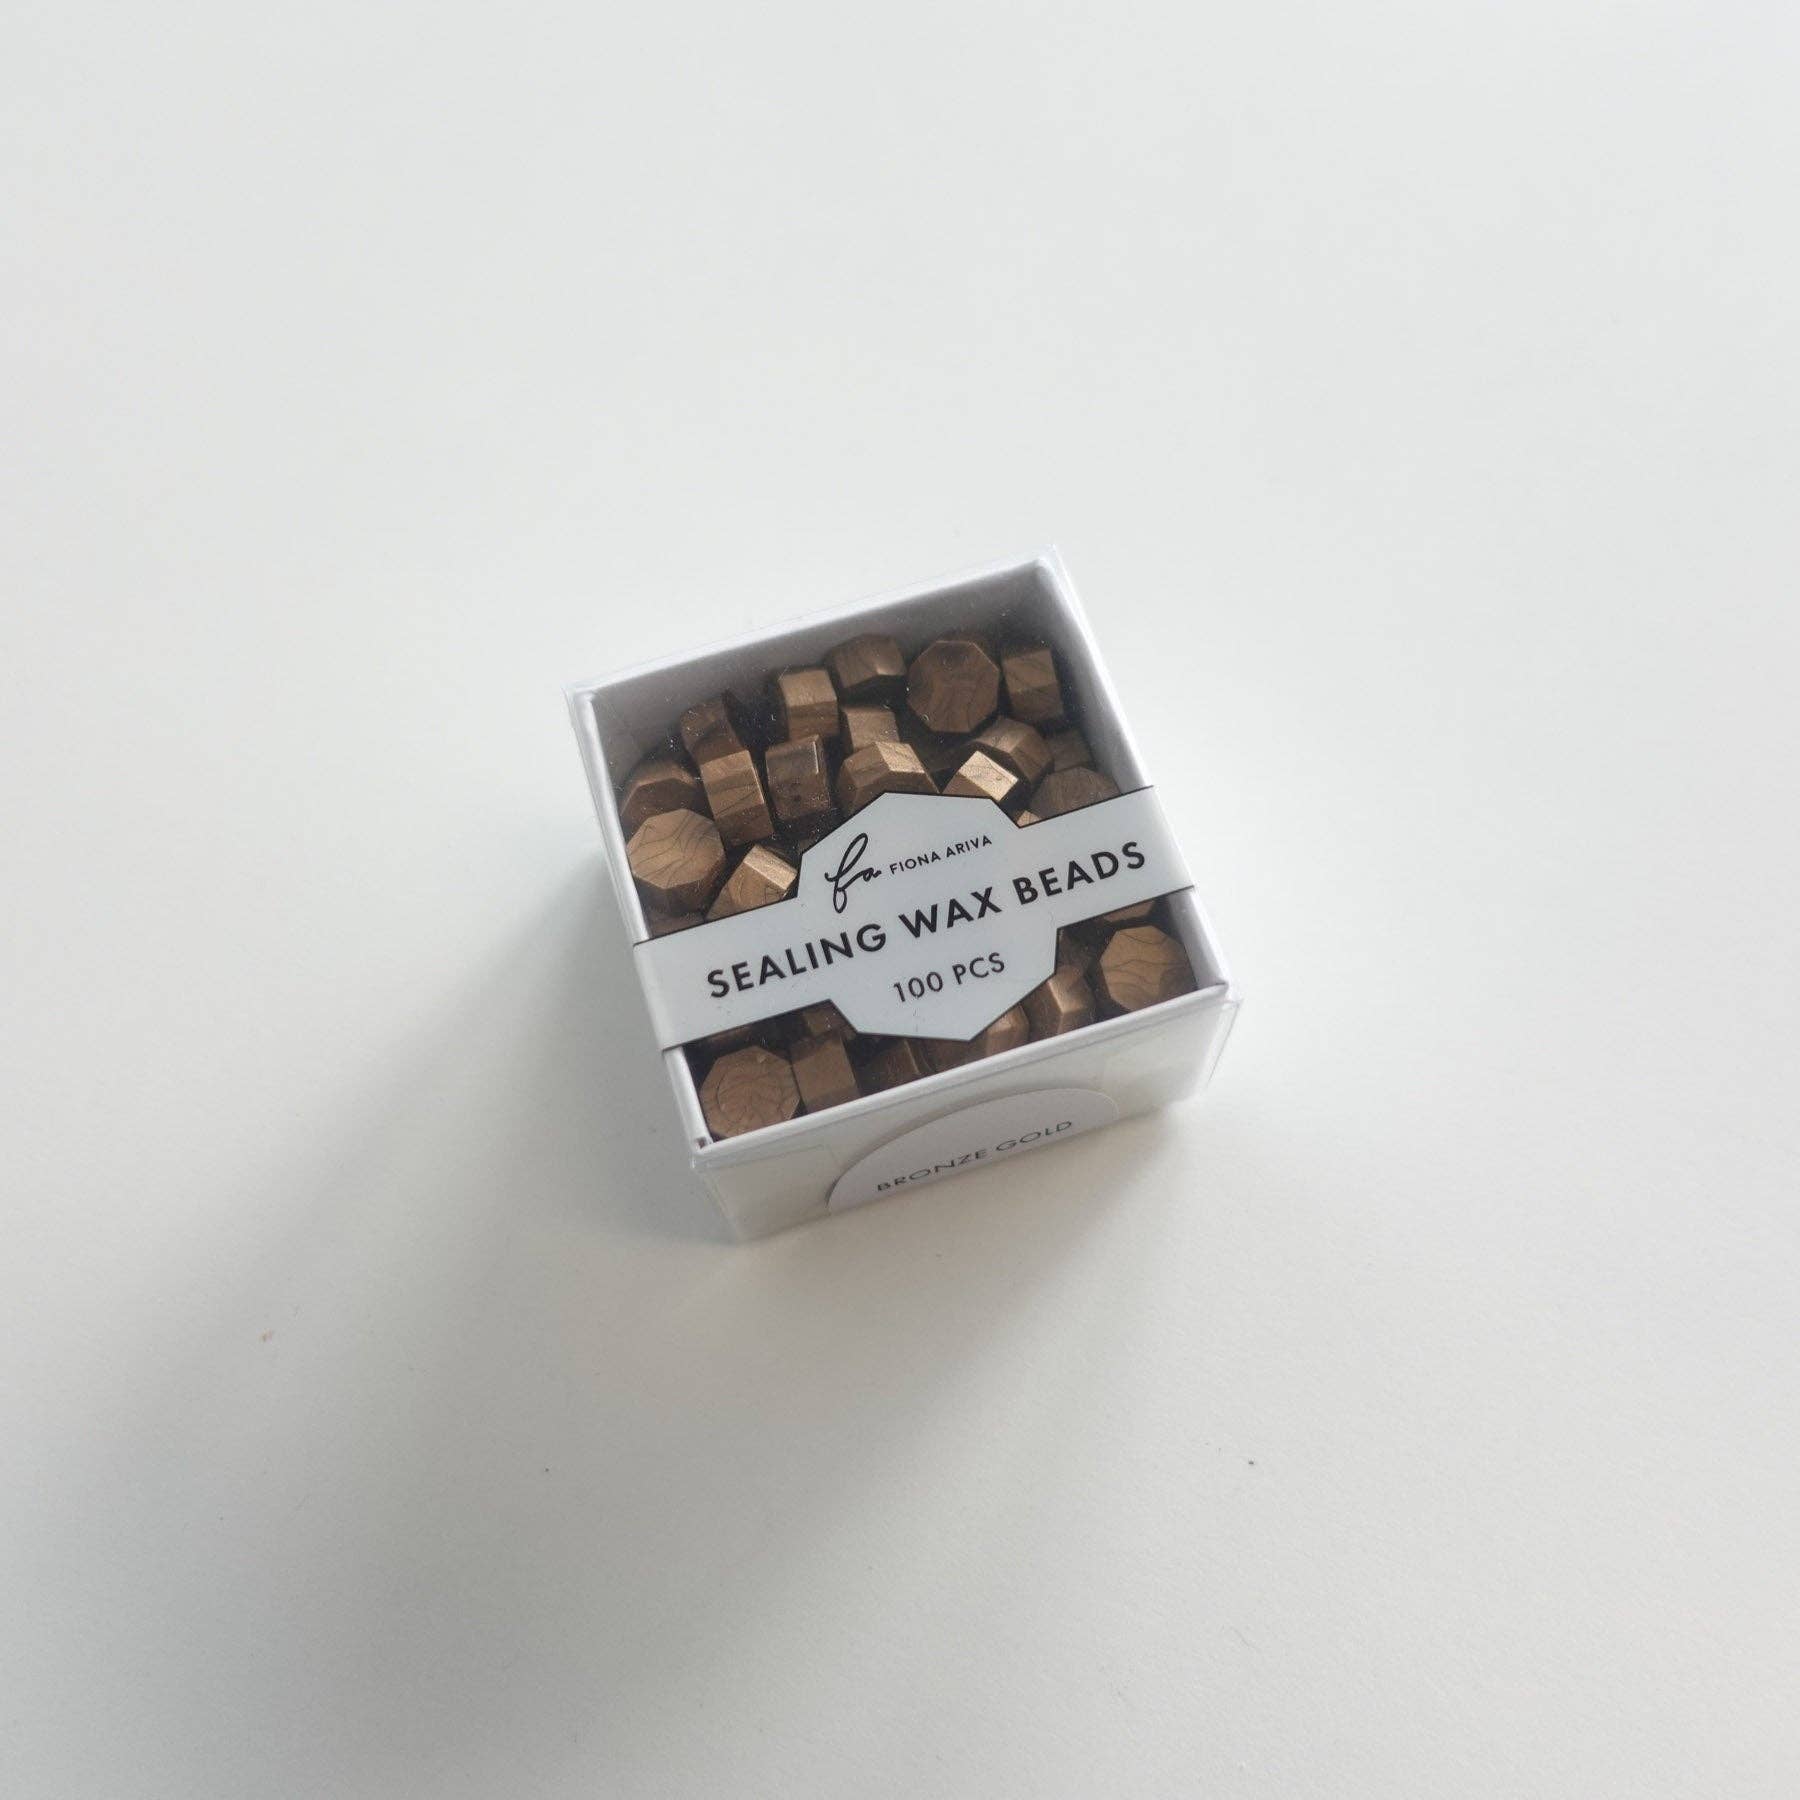 fa FIONA ARIVA
SEALING WAX BEADS
100 PCS
BRONZE GOLD